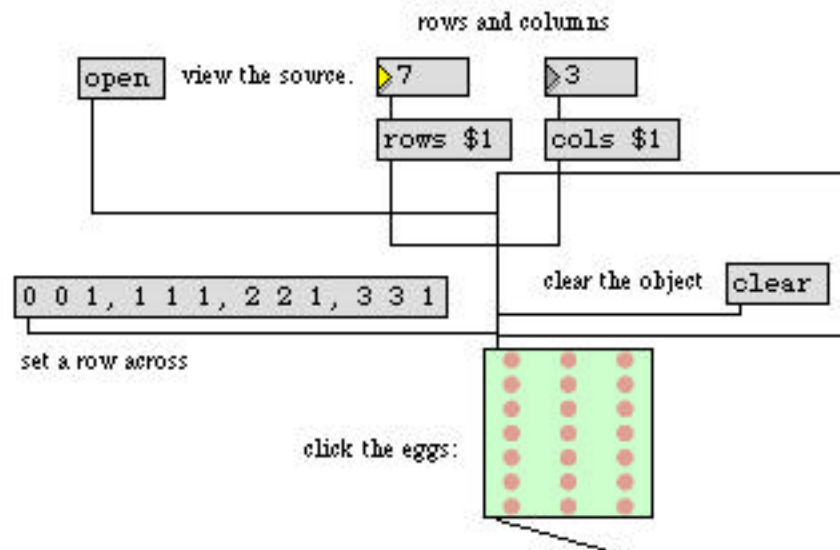 rows and columns
open
view the source.
7
3
rows $1
cols $1
clear the object
clear
0 0 1, 1 1 1, 2 2 1, 3 3 1
set a row across
click the eggs: